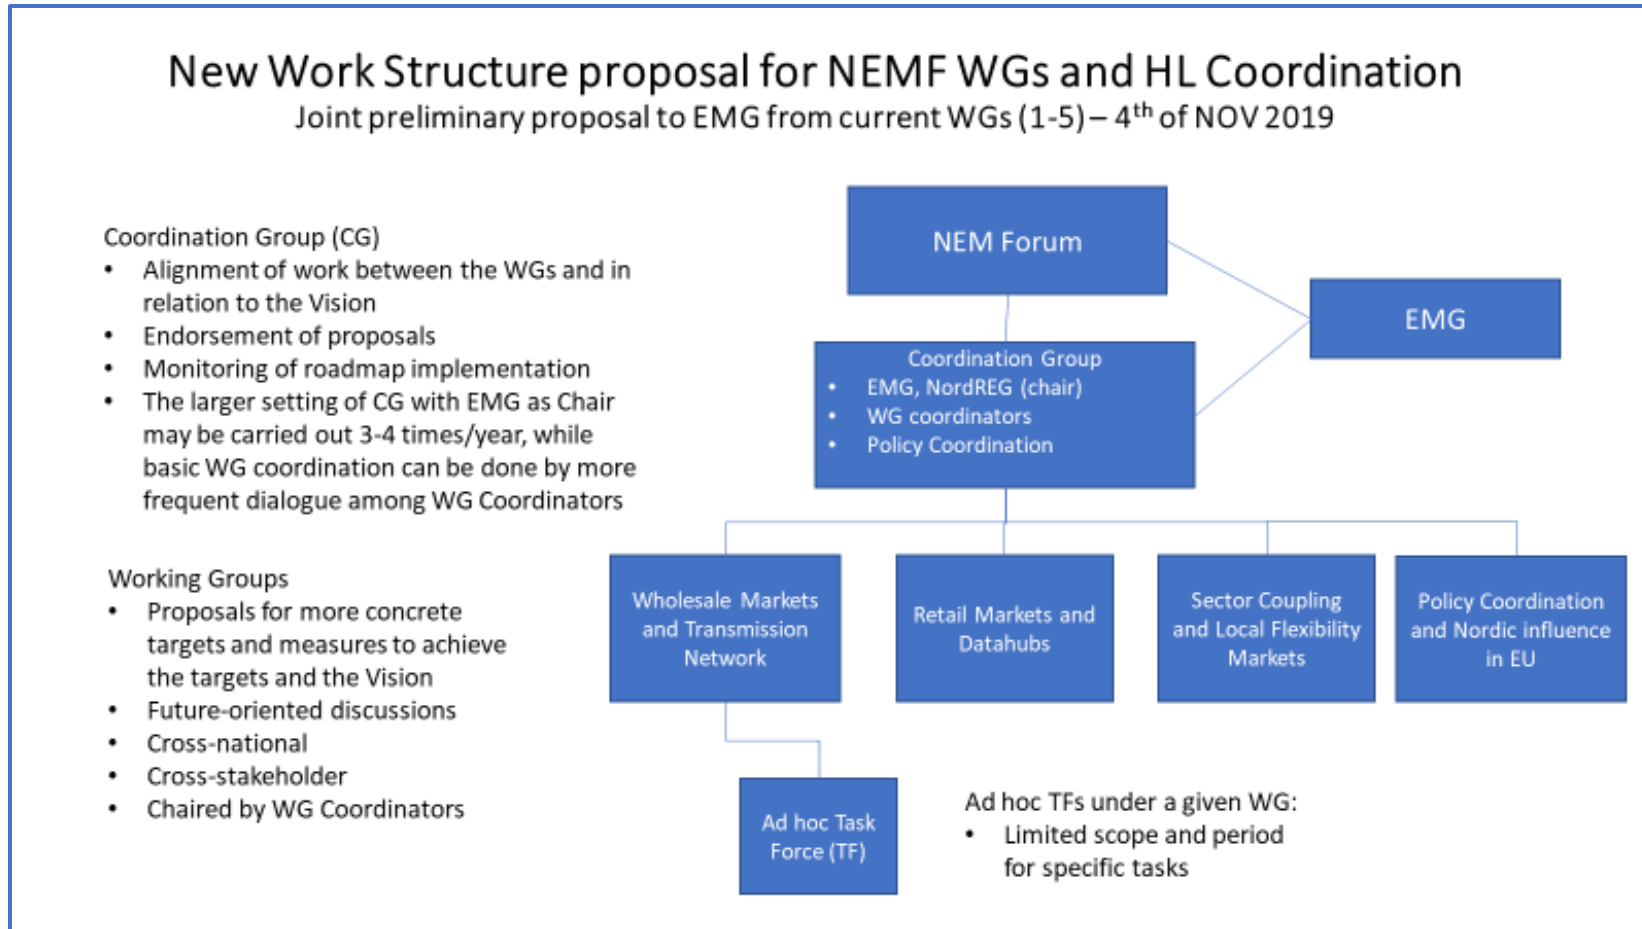 New Work Structure proposal for NEMF WGs and HL Coordination
Joint preliminary proposal to EMG from current WGs (1-5) – 4th of NOV 2019
Coordination Group (CG)
• Alignment of work between the WGs and in
relation to the Vision
• Endorsement of proposals
• Monitoring of roadmap implementation
• The larger setting of CG with EMG as Chair
may be carried out 3-4 times/year, while
basic WG coordination can be done by more
frequent dialogue among WG Coordinators
Working Groups
• Proposals for more concrete
targets and measures to achieve
the targets and the Vision
• Future-oriented discussions
• Cross-national
• Cross-stakeholder
• Chaired by WG Coordinators
NEM Forum
EMG
Coordination Group
• EMG, NordREG (chair)
• WG coordinators
• Policy Coordination
Wholesale Markets
and Transmission
Network
Retail Markets and
Datahubs
Sector Coupling
and Local Flexibility
Markets
Policy Coordination
and Nordic influence
in EU
Ad hoc Task
Force (TF)
Ad hoc TFs under a given WG:
• Limited scope and period
for specific tasks